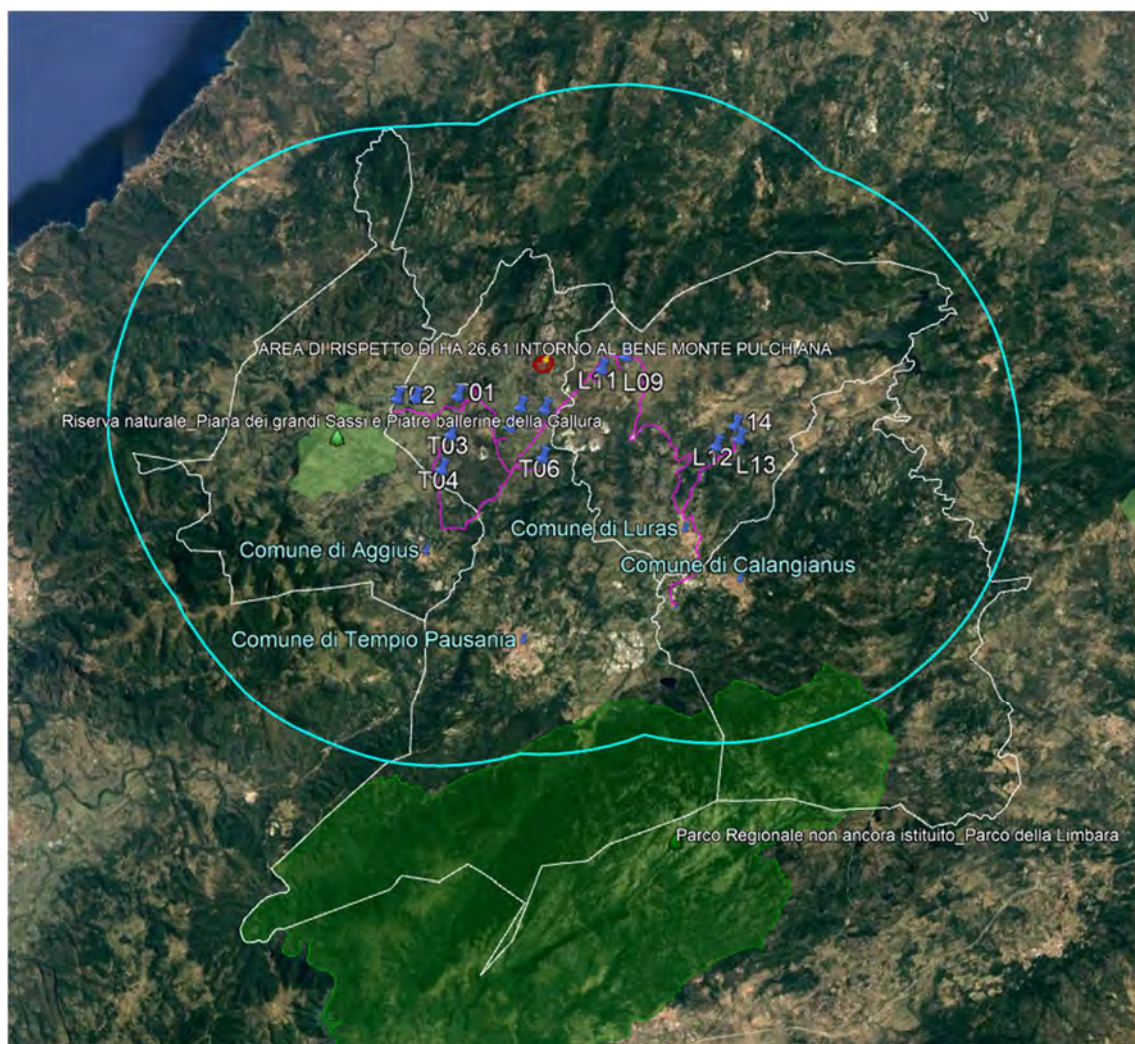 AREA DI RISPETTO DI HA 26,61 INTORNO AL BENE MONTE PULCHIANA
L11
L09
T02
T01
Riserva naturale_Piana dei grandi Sassi e Piatre ballerine della Gallura
14
T03
L12
L13
T04
T06
Comune di Luras
Comune di Aggius
Comune di Calangianus
Comune di Tempio Pausania
Parco Regionale non ancora istituito_Parco della Limbara